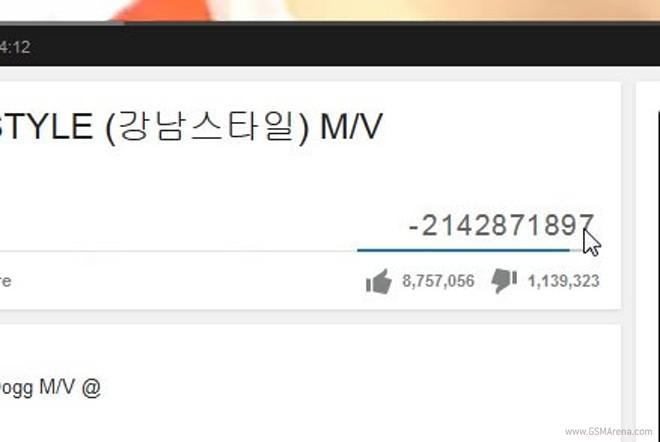 4:12
STYLE (강남스타일) M/V
-2142871897
re
8,757,056 1,139,323
ogg M/V @
www.GSMArena.com